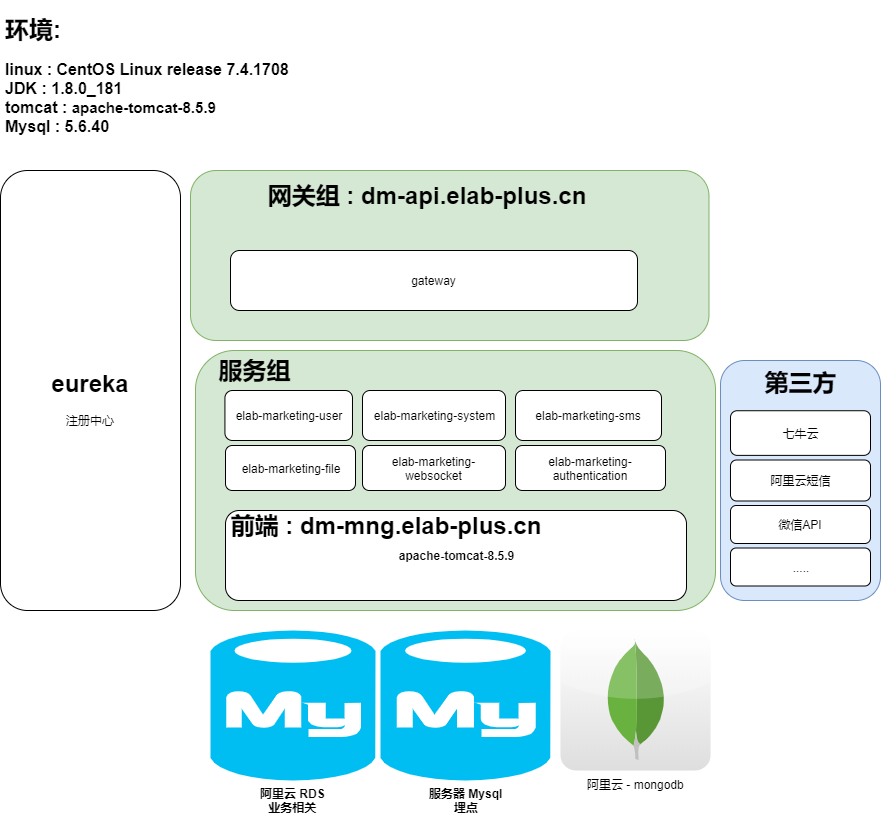 环境:
linux : CentOS Linux release 7.4.1708
JDK : 1.8.0_181
tomcat : apache-tomcat-8.5.9
Mysql : 5.6.40
网关组 : dm-api.elab-plus.cn
gateway
eureka
注册中心
服务组
elab-marketing-user
elab-marketing-system
elab-marketing-sms
elab-marketing-file
elab-marketing-
websocket
elab-marketing-
authentication
前端 : dm-mng.elab-plus.cn
apache-tomcat-8.5.9
第三方
七牛云
阿里云短信
微信API
.....
My
My
阿里云 RDS
业务相关
服务器 Mysql
埋点
阿里云 - mongodb